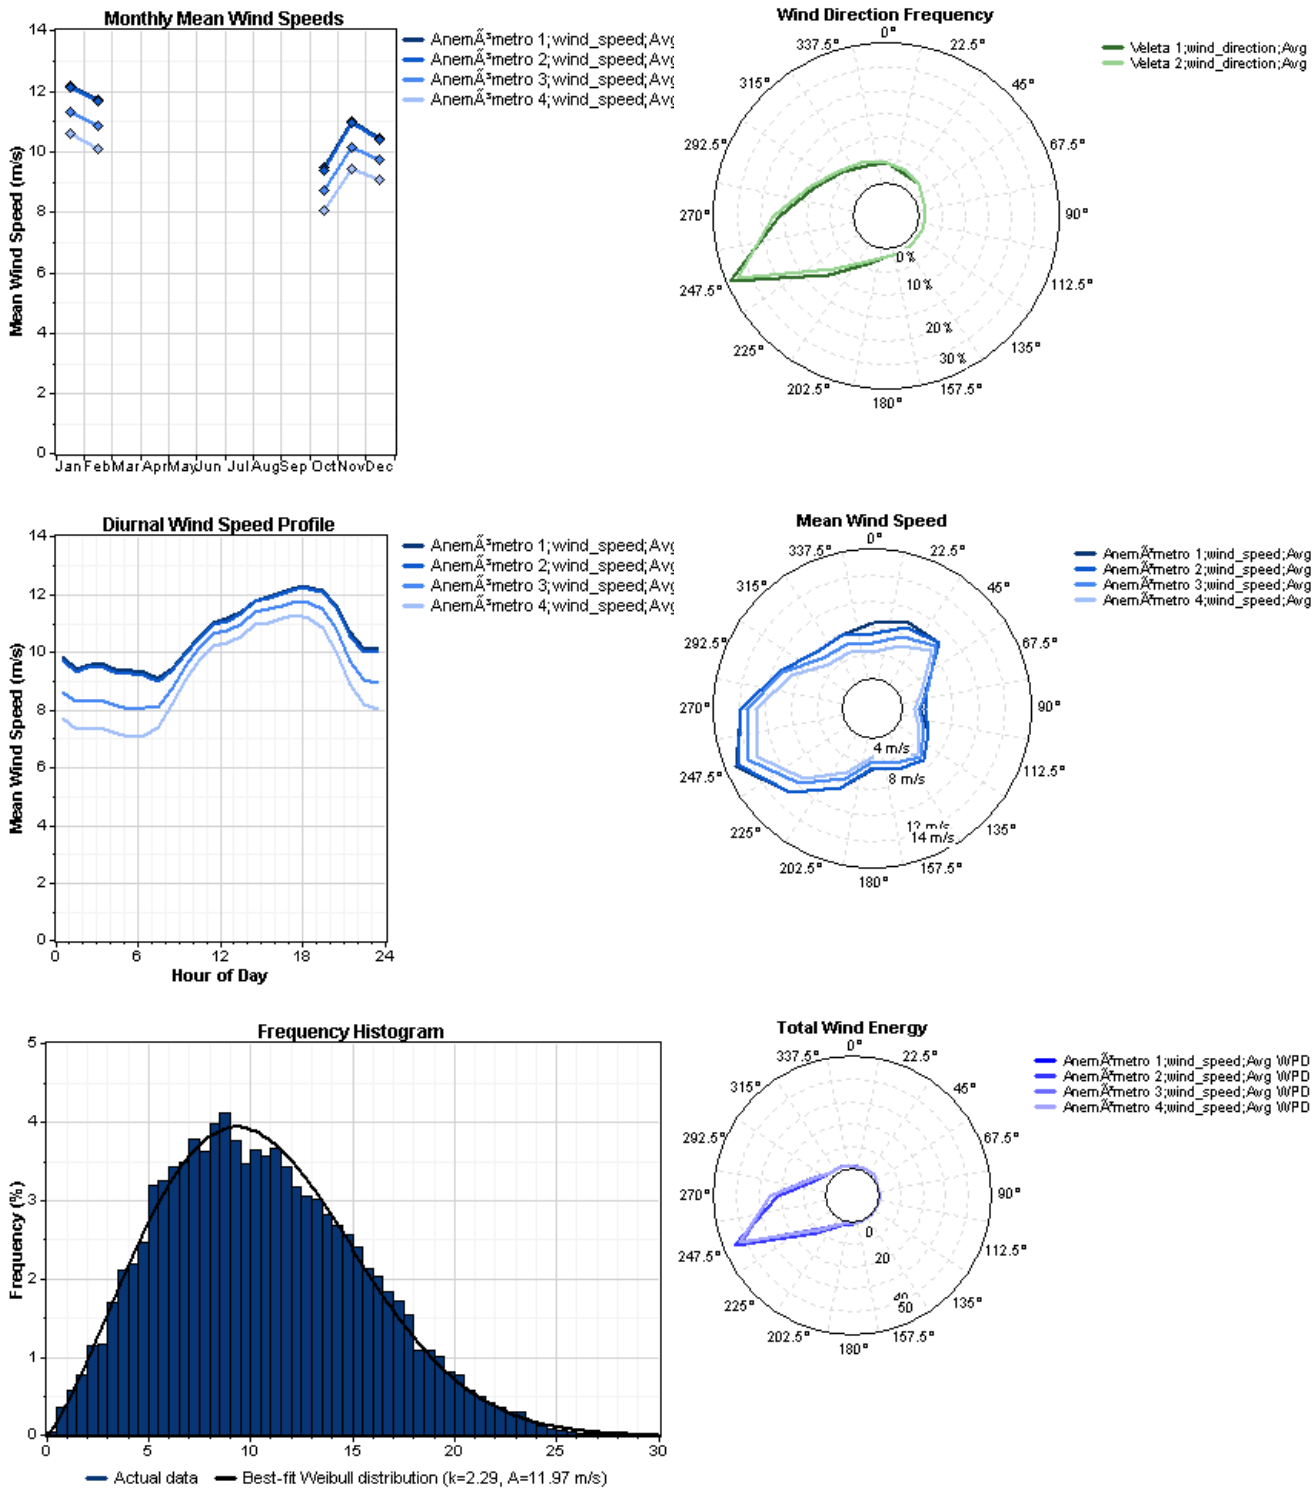 Monthly Mean Wind Speeds
14
12
10
8
6
4
2
0
Mean Wind Speed (m/s)
Jan Feb Mar Apr May Jun Jul Aug Sep Oct Nov Dec
AnemÃ³metro 1;wind_speed;Avg
AnemÃ³metro 2;wind_speed;Avg
AnemÃ³metro 3;wind_speed;Avg
AnemÃ³metro 4;wind_speed;Avg
Wind Direction Frequency
0°
22.5°
45°
67.5°
90°
112.5°
135°
157.5°
180°
202.5°
225°
247.5°
270°
292.5°
315°
337.5°
0%
10%
20%
30%
Veleta 1;wind_direction;Avg
Veleta 2;wind_direction;Avg
Diurnal Wind Speed Profile
14
12
10
8
6
4
2
0
Mean Wind Speed (m/s)
0 6 12 18 24
Hour of Day
AnemÃ³metro 1;wind_speed;Avg
AnemÃ³metro 2;wind_speed;Avg
AnemÃ³metro 3;wind_speed;Avg
AnemÃ³metro 4;wind_speed;Avg
Mean Wind Speed
0°
22.5°
45°
67.5°
90°
112.5°
135°
157.5°
180°
202.5°
225°
247.5°
270°
292.5°
315°
337.5°
4 m/s
8 m/s
12 m/s
14 m/s
AnemÃ³metro 1;wind_speed;Avg
AnemÃ³metro 2;wind_speed;Avg
AnemÃ³metro 3;wind_speed;Avg
AnemÃ³metro 4;wind_speed;Avg
Frequency Histogram
5
4
3
2
1
0
Frequency (%)
0 5 10 15 20 25 30
Actual data Best-fit Weibull distribution (k=2.29, A=11.97 m/s)
Total Wind Energy
0°
22.5°
45°
67.5°
90°
112.5°
135°
157.5°
180°
202.5°
225°
247.5°
270°
292.5°
315°
337.5°
0
20
40
50
AnemÃ³metro 1;wind_speed;Avg WPD
AnemÃ³metro 2;wind_speed;Avg WPD
AnemÃ³metro 3;wind_speed;Avg WPD
AnemÃ³metro 4;wind_speed;Avg WPD